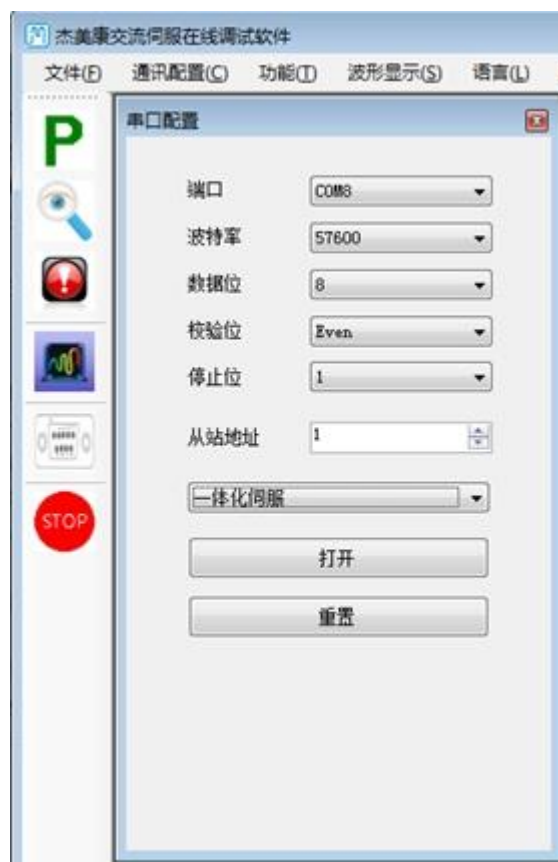 杰美康交流伺服在线调试软件
文件(F) 通讯配置(C) 功能(T) 波形显示(S) 语言(L)
P
串口配置
端口 COM8
波特率 57600
数据位 8
校验位 Even
停止位 1
从站地址 1
一体化伺服
STOP
打开
重置